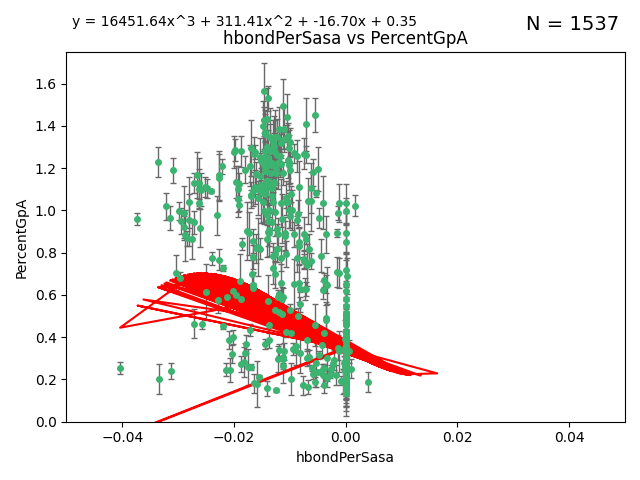 y = 16451.64x^3 + 311.41x^2 + -16.70x + 0.35
N = 1537
hbondPerSasa vs PercentGpA
PercentGpA
1.6
1.4
1.2
1.0
0.8
0.6
0.4
0.2
0.0
−0.04
−0.02
0.00
0.02
0.04
hbondPerSasa